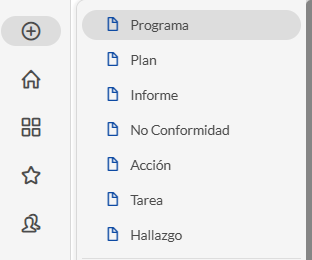 Programa
Plan
Informe
No Conformidad
Acción
Tarea
Hallazgo